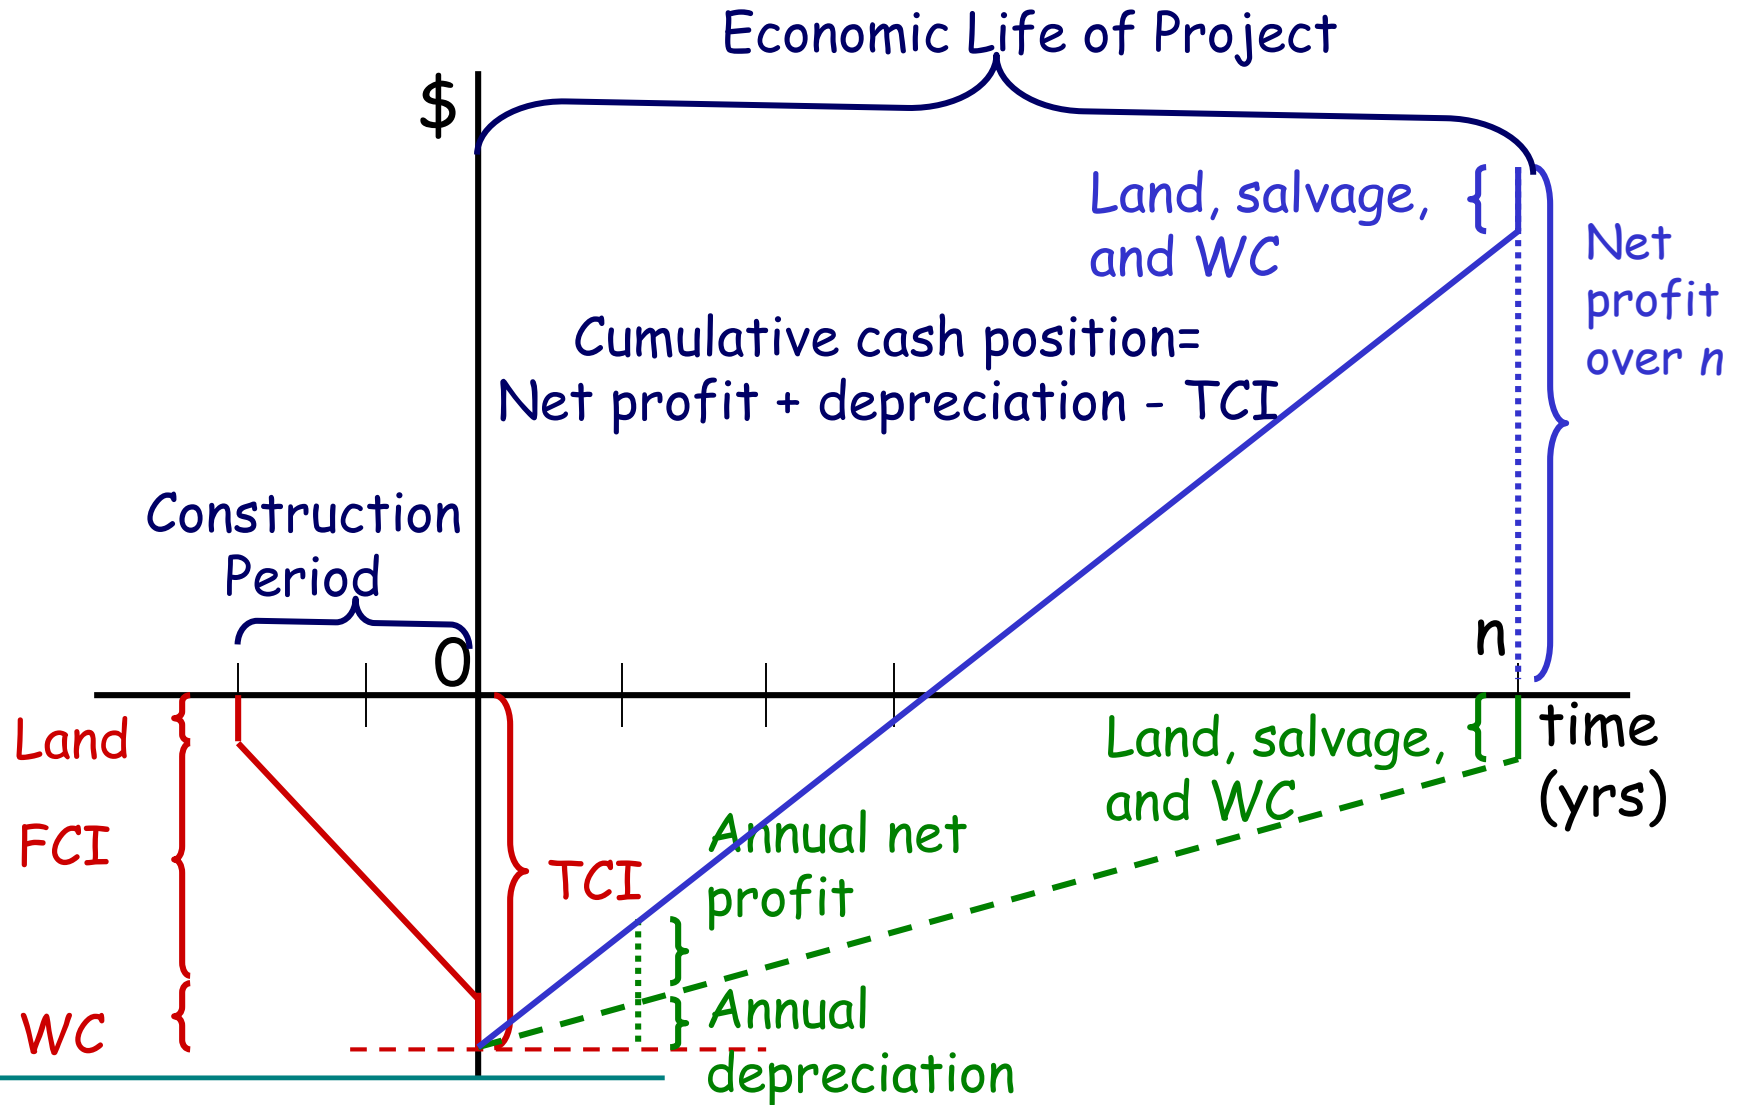 Economic Life of Project
$
Land, salvage,
and WC
Net
profit
over n
Cumulative cash position=
Net profit + depreciation - TCI
Construction
Period
0
n
time
(yrs)
Land
FCI
WC
TCI
Land, salvage,
and WC
Annual net
profit
Annual
depreciation